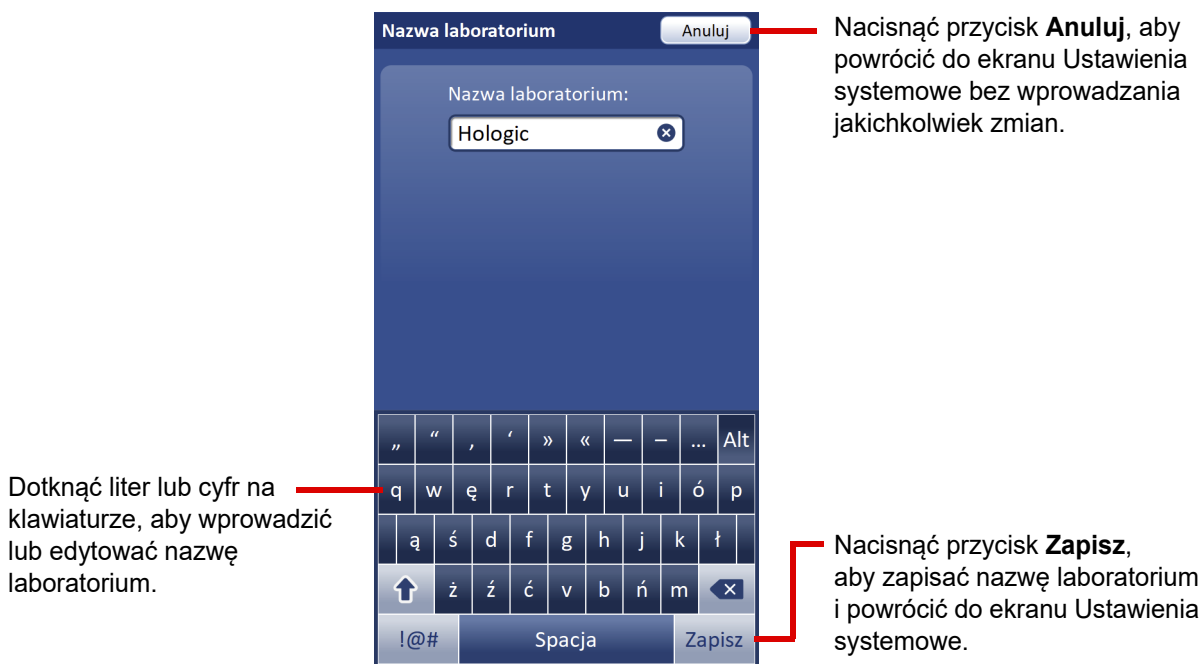 Nazwa laboratorium
Anuluj
Nacisnąć przycisk Anuluj, aby
powrócić do ekranu Ustawienia
systemowe bez wprowadzania
jakichkolwiek zmian.
Nazwa laboratorium:
Hologic
„ “ ‚ ‘ » « — – … Alt
q w ę r t y u i ó p
ą ś d f g h j k ł
ż ź ć v b ń m
!@# Spacja Zapisz
Dotknąć liter lub cyfr na
klawiaturze, aby wprowadzić
lub edytować nazwę
laboratorium.
Nacisnąć przycisk Zapisz,
aby zapisać nazwę laboratorium
i powrócić do ekranu Ustawienia
systemowe.